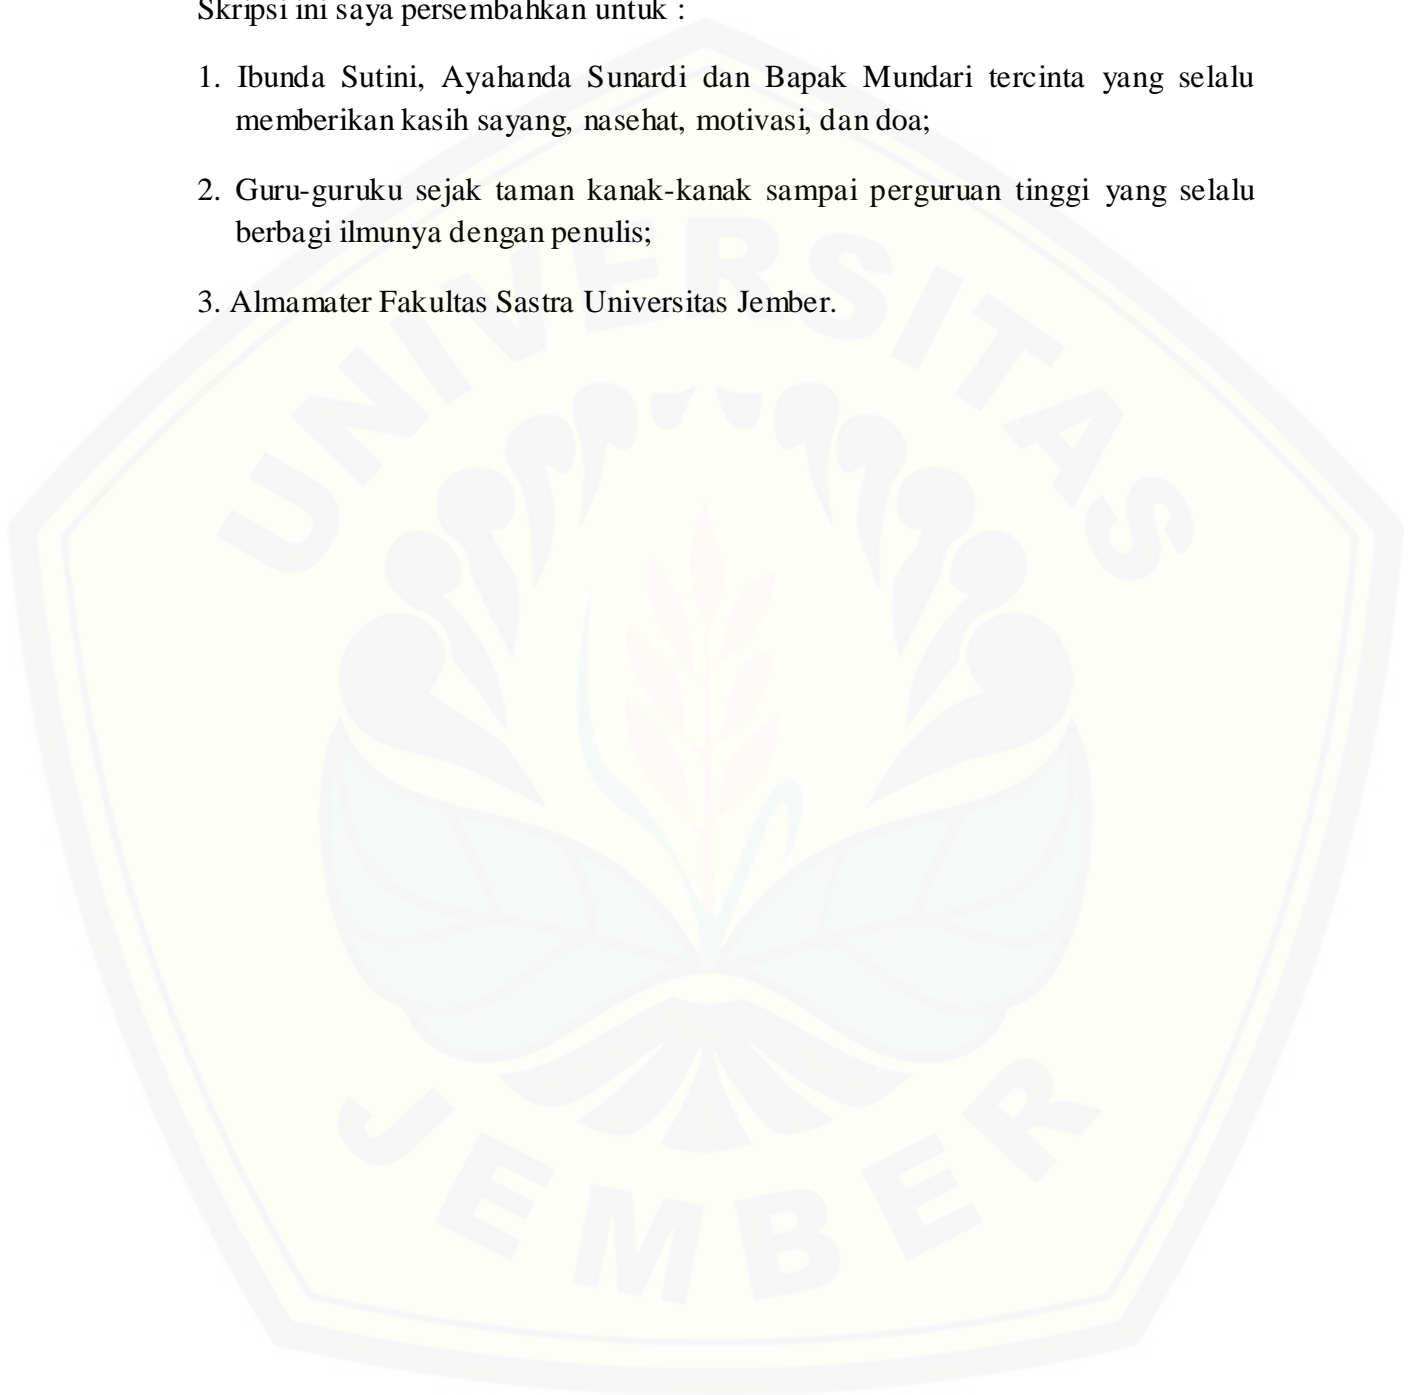 Skripsi ini saya persembahkan untuk :
1. Ibunda Sutini, Ayahanda Sunardi dan Bapak Mundari tercinta yang selalu
memberikan kasih sayang, nasehat, motivasi, dan doa;
2. Guru-guruku sejak taman kanak-kanak sampai perguruan tinggi yang selalu
berbagi ilmunya dengan penulis;
3. Almamater Fakultas Sastra Universitas Jember.
UNIVERSITAS
JEMBER